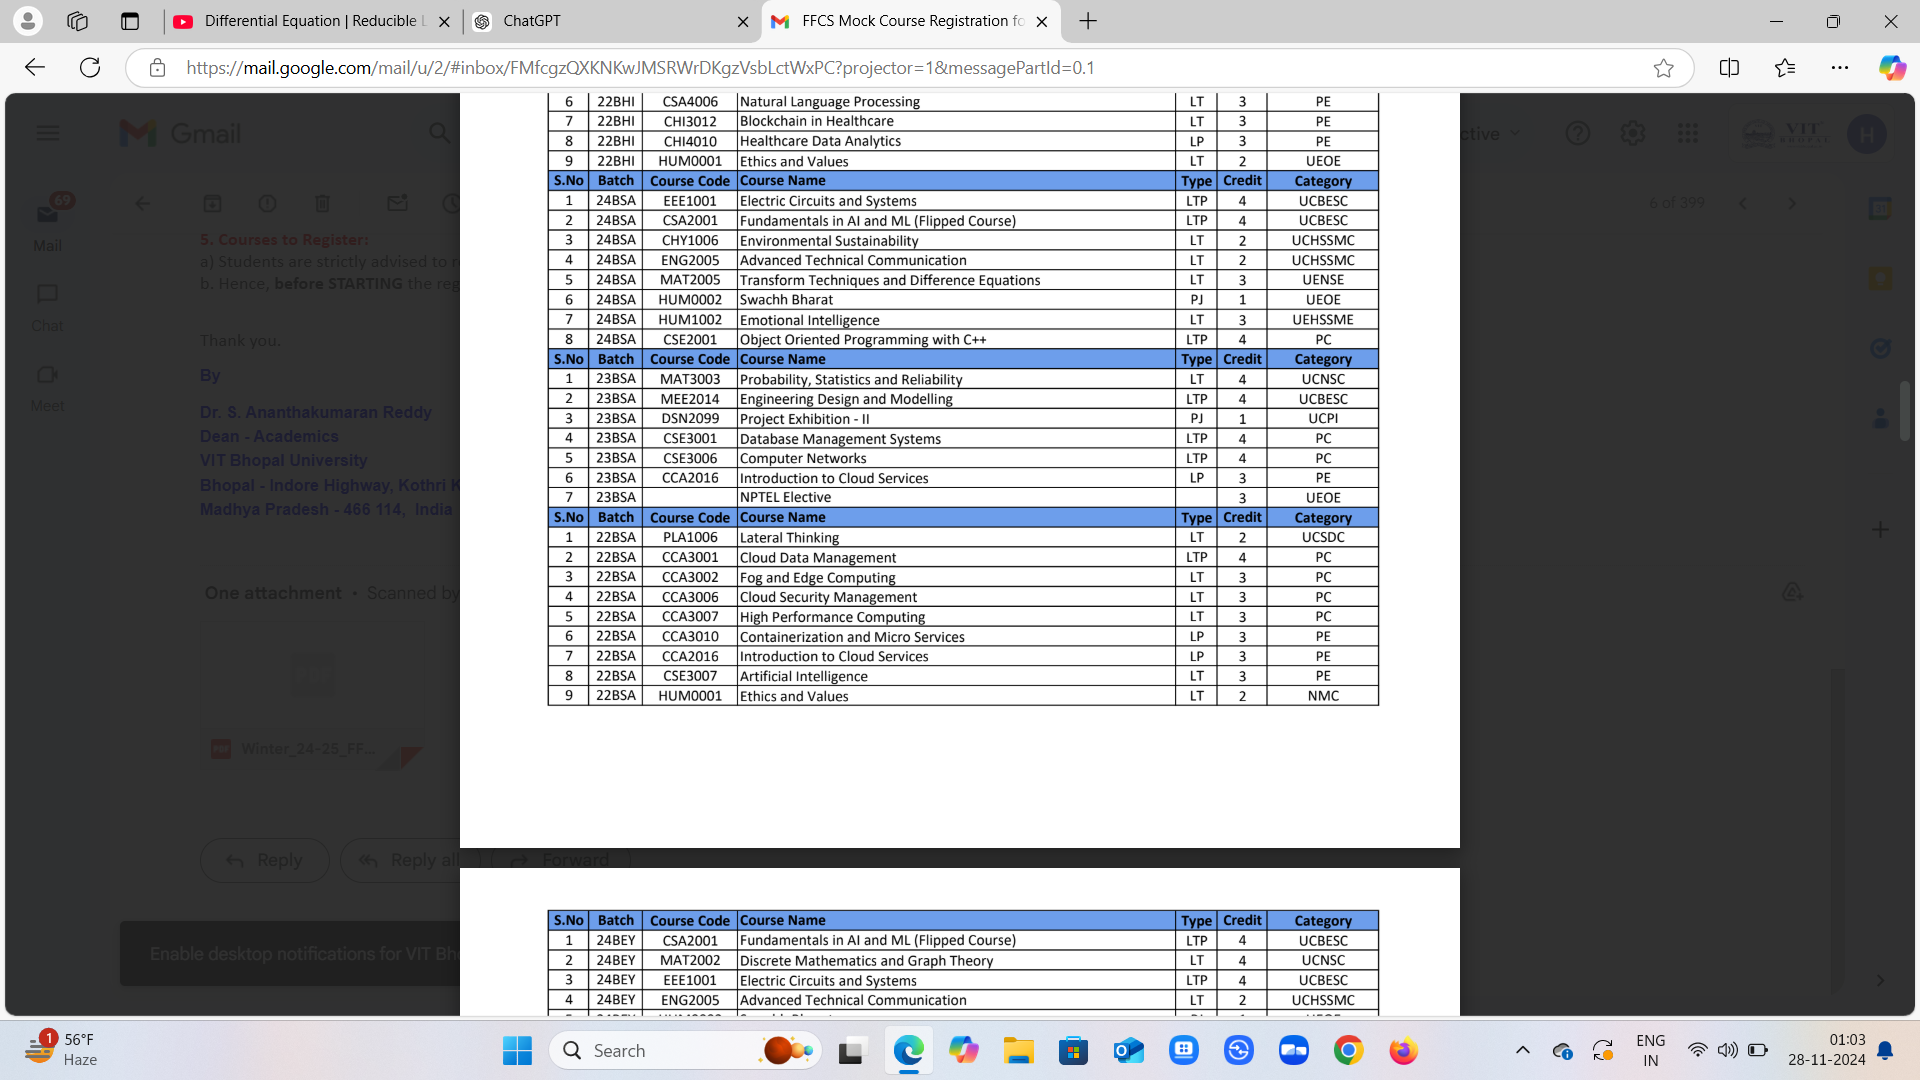 Differential Equation | Reducible L
ChatGPT
FFCS Mock Course Registration fo
https://mail.google.com/mail/u/2/#inbox/FMfcgzQXKNKwJMSRWrDKgzVsbLctWxPC?projector=1&messagePartId=0.1
Gmail
ctive
VIT
BHOPAL
H
69
Mail
Chat
Meet
6 of 399
5. Courses to Register:
a) Students are strictly advised to r
b. Hence, before STARTING the reg
Thank you.
By
Dr. S. Ananthakumaran Reddy
Dean - Academics
VIT Bhopal University
Bhopal - Indore Highway, Kothri K
Madhya Pradesh - 466 114, India
One attachment • Scanned by
PDF
Winter_24-25_FF...
Reply
Reply all
Forward
Enable desktop notifications for VIT Bh
6 22BHI CSA4006 Natural Language Processing LT 3 PE
7 22BHI CHI3012 Blockchain in Healthcare LT 3 PE
8 22BHI CHI4010 Healthcare Data Analytics LP 3 PE
9 22BHI HUM0001 Ethics and Values LT 2 UEOE
S.No Batch Course Code Course Name Type Credit Category
1 24BSA EEE1001 Electric Circuits and Systems LTP 4 UCBESC
2 24BSA CSA2001 Fundamentals in AI and ML (Flipped Course) LTP 4 UCBESC
3 24BSA CHY1006 Environmental Sustainability LT 2 UCHSSMC
4 24BSA ENG2005 Advanced Technical Communication LT 2 UCHSSMC
5 24BSA MAT2005 Transform Techniques and Difference Equations LT 3 UENSE
6 24BSA HUM0002 Swachh Bharat PJ 1 UEOE
7 24BSA HUM1002 Emotional Intelligence LT 3 UEHSSME
8 24BSA CSE2001 Object Oriented Programming with C++ LTP 4 PC
S.No Batch Course Code Course Name Type Credit Category
1 23BSA MAT3003 Probability, Statistics and Reliability LT 4 UCNSC
2 23BSA MEE2014 Engineering Design and Modelling LTP 4 UCBESC
3 23BSA DSN2099 Project Exhibition - II PJ 1 UCPI
4 23BSA CSE3001 Database Management Systems LTP 4 PC
5 23BSA CSE3006 Computer Networks LTP 4 PC
6 23BSA CCA2016 Introduction to Cloud Services LP 3 PE
7 23BSA NPTEL Elective 3 UEOE
S.No Batch Course Code Course Name Type Credit Category
1 22BSA PLA1006 Lateral Thinking LT 2 UCSDC
2 22BSA CCA3001 Cloud Data Management LTP 4 PC
3 22BSA CCA3002 Fog and Edge Computing LT 3 PC
4 22BSA CCA3006 Cloud Security Management LT 3 PC
5 22BSA CCA3007 High Performance Computing LT 3 PC
6 22BSA CCA3010 Containerization and Micro Services LP 3 PE
7 22BSA CCA2016 Introduction to Cloud Services LP 3 PE
8 22BSA CSE3007 Artificial Intelligence LT 3 PE
9 22BSA HUM0001 Ethics and Values LT 2 NMC
S.No Batch Course Code Course Name Type Credit Category
1 24BEY CSA2001 Fundamentals in AI and ML (Flipped Course) LTP 4 UCBESC
2 24BEY MAT2002 Discrete Mathematics and Graph Theory LT 4 UCNSC
3 24BEY EEE1001 Electric Circuits and Systems LTP 4 UCBESC
4 24BEY ENG2005 Advanced Technical Communication LT 2 UCHSSMC
1
56°F
Haze
Search
ENG
IN
01:03
28-11-2024